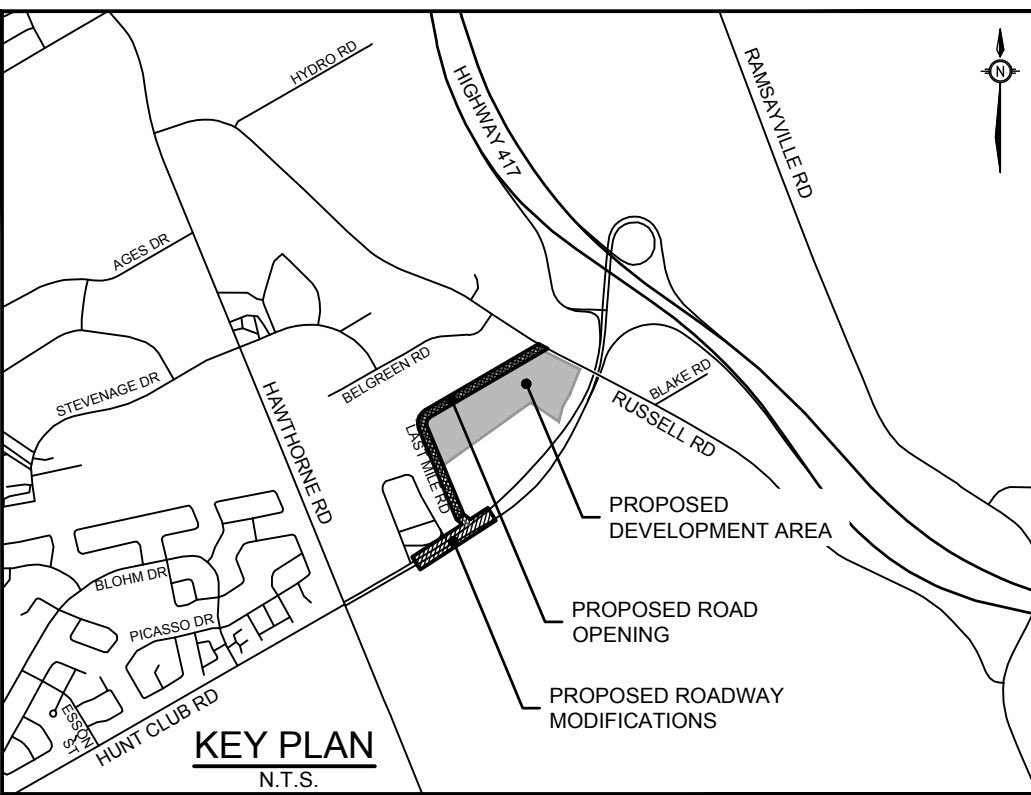 HYDRO RD
HIGHWAY 417
RAMSAYVILLE RD
N
AGES DR
STEVENAGE DR
HAWTHORNE RD
BELGREEN RD
LAST MILE RD
BLAKE RD
RUSSELL RD
PROPOSED
DEVELOPMENT AREA
BLOHM DR
PICASSO DR
PROPOSED ROAD
OPENING
ESSON
ST
HUNT CLUB RD
PROPOSED ROADWAY
MODIFICATIONS
KEY PLAN
N.T.S.